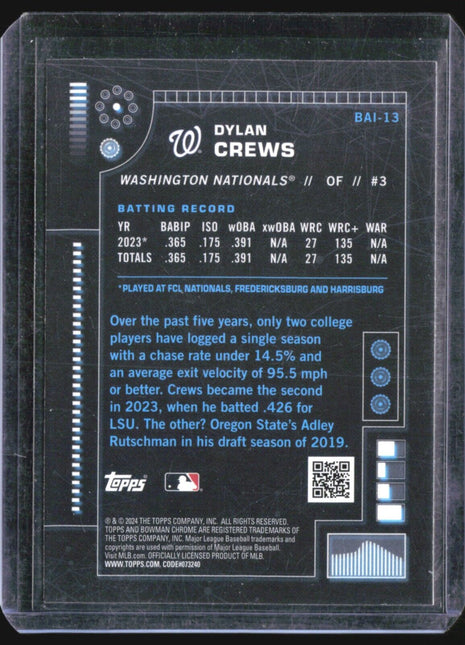 BAI-13
W DYLAN
CREWS
WASHINGTON NATIONALS® // OF // #3
BATTING RECORD
YR BABIP ISO wOBA xwOBA WRC WRC+ WAR
2023* .365 .175 .391 N/A 27 135 N/A
TOTALS .365 .175 .391 N/A 27 135 N/A
*PLAYED AT FCL NATIONALS, FREDERICKSBURG AND HARRISBURG
Over the past five years, only two college
players have logged a single season
with a chase rate under 14.5% and
an average exit velocity of 95.5 mph
or better. Crews became the second
in 2023, when he batted .426 for
LSU. The other? Oregon State's Adley
Rutschman in his draft season of 2019.
Topps®
® & © 2024 THE TOPPS COMPANY, INC. ALL RIGHTS RESERVED.
TOPPS AND BOWMAN CHROME ARE REGISTERED TRADEMARKS OF
THE TOPPS COMPANY, INC. Major League Baseball trademarks and
copyrights are used with permission of Major League Baseball.
Visit MLB.com. OFFICIALLY LICENSED PRODUCT OF MLB.
WWW.TOPPS.COM. CODE#073240